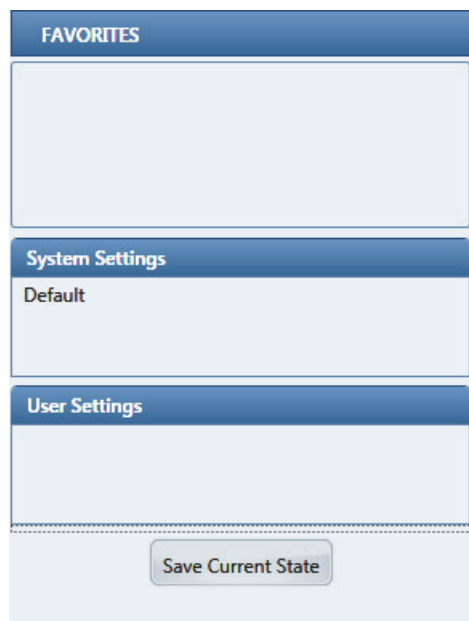 FAVORITES
System Settings
Default
User Settings
Save Current State